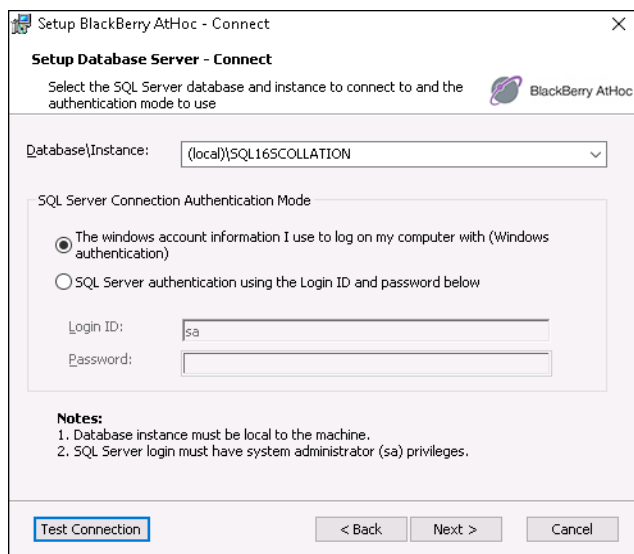 Setup BlackBerry AtHoc - Connect
Setup Database Server - Connect
Select the SQL Server database and instance to connect to and the
authentication mode to use
BlackBerry AtHoc
Database\Instance:
(local)\SQL16SCOLLATION
SQL Server Connection Authentication Mode
The windows account information I use to log on my computer with (Windows
authentication)
SQL Server authentication using the Login ID and password below
Login ID:
sa
Password:
Notes:
1. Database instance must be local to the machine.
2. SQL Server login must have system administrator (sa) privileges.
Test Connection
< Back
Next >
Cancel